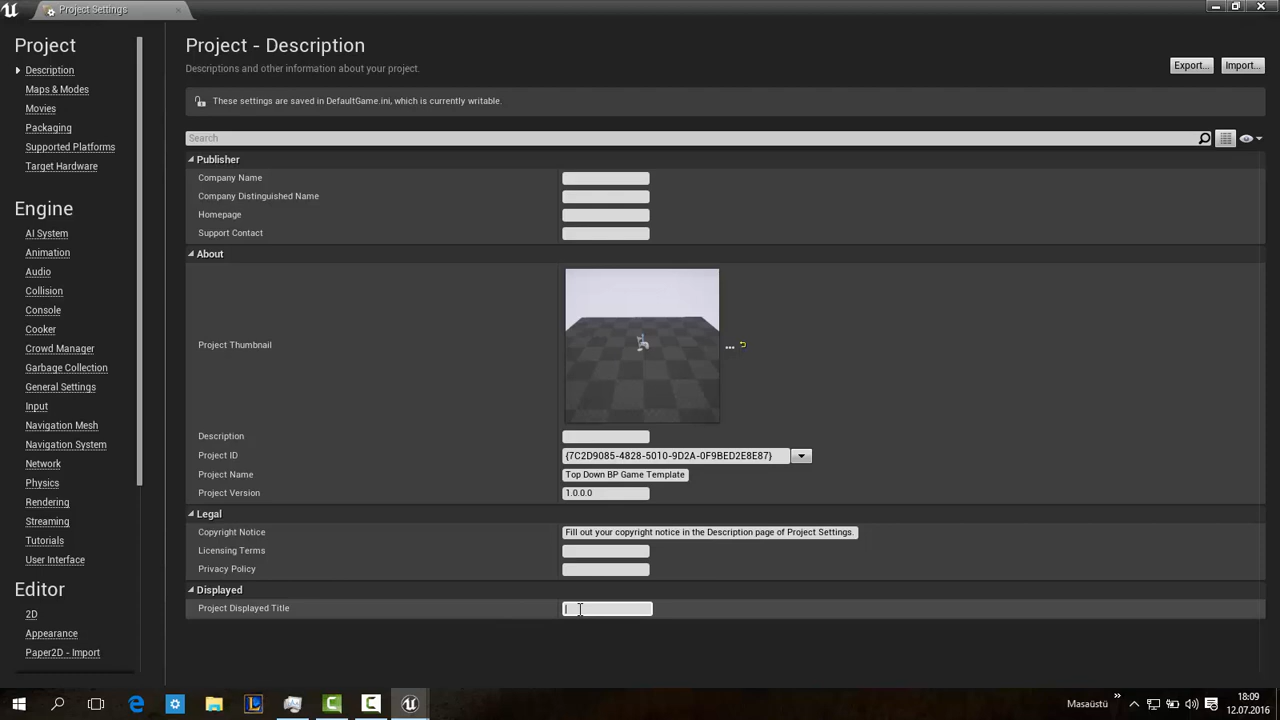 Project Settings
Project
Description
Maps & Modes
Movies
Packaging
Supported Platforms
Target Hardware
Engine
AI System
Animation
Audio
Collision
Console
Cooker
Crowd Manager
Garbage Collection
General Settings
Input
Navigation Mesh
Navigation System
Network
Physics
Rendering
Streaming
Tutorials
User Interface
Editor
2D
Appearance
Paper2D - Import
Project - Description
Descriptions and other information about your project.
Export...
Import...
These settings are saved in DefaultGame.ini, which is currently writable.
Search
Publisher
Company Name
Company Distinguished Name
Homepage
Support Contact
About
Project Thumbnail
...
Description
Project ID
{7C2D9085-4828-5010-9D2A-0F9BED2E8E87}
Project Name
Top Down BP Game Template
Project Version
1.0.0.0
Legal
Copyright Notice
Fill out your copyright notice in the Description page of Project Settings.
Licensing Terms
Privacy Policy
Displayed
Project Displayed Title
Masaüstü
18:09
12.07.2016